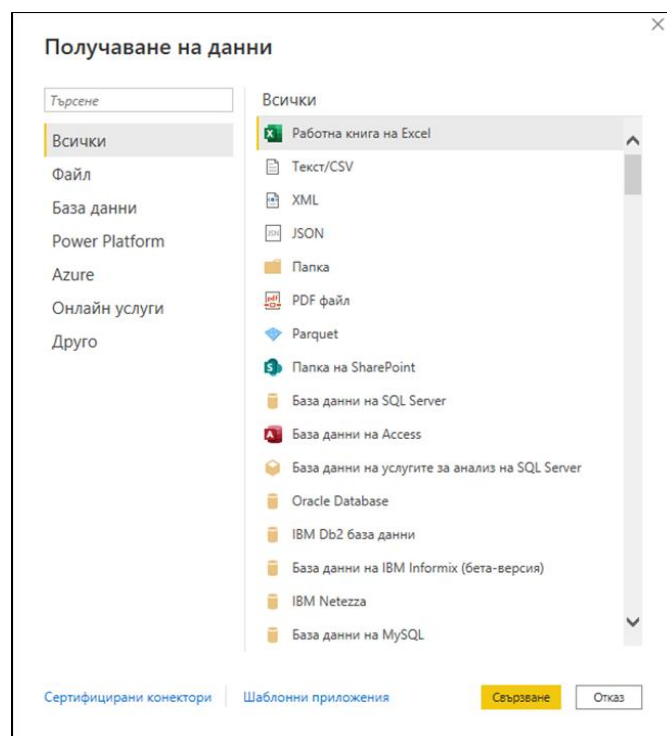 Получаване на данни
Търсене
Всички
Файл
База данни
Power Platform
Azure
Онлайн услуги
Друго
Всички
Работна книга на Excel
Текст/CSV
XML
JSON
Папка
PDF файл
Parquet
Папка на SharePoint
База данни на SQL Server
База данни на Access
База данни на услугите за анализ на SQL Server
Oracle Database
IBM Db2 база данни
База данни на IBM Informix (бета-версия)
IBM Netezza
База данни на MySQL
Сертифицирани конектори
Шаблонни приложения
Свързване
Отказ